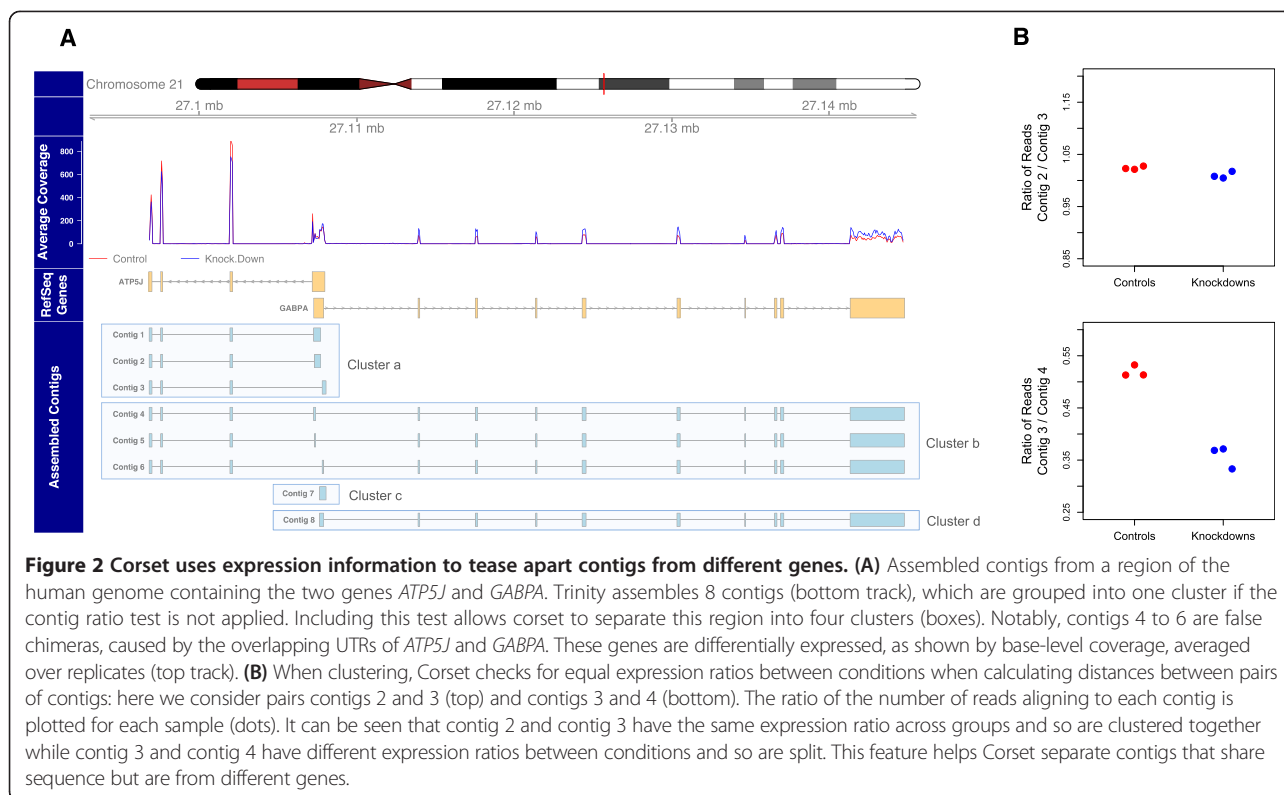 A
B
Chromosome 21
27.1 mb
27.12 mb
27.14 mb
27.11 mb
27.13 mb
Average Coverage
800
600
400
200
0
Control
Knock.Down
RefSeq
Genes
ATP5J
GABPA
Assembled Contigs
Contig 1
Contig 2
Contig 3
Cluster a
Contig 4
Contig 5
Contig 6
Cluster b
Contig 7
Cluster c
Contig 8
Cluster d
Ratio of Reads
Contig 2 / Contig 3
1.15
1.05
0.95
0.85
Controls
Knockdowns
Ratio of Reads
Contig 3 / Contig 4
0.55
0.45
0.35
0.25
Controls
Knockdowns
Figure 2 Corset uses expression information to tease apart contigs from different genes. (A) Assembled contigs from a region of the
human genome containing the two genes ATP5J and GABPA. Trinity assembles 8 contigs (bottom track), which are grouped into one cluster if the
contig ratio test is not applied. Including this test allows corset to separate this region into four clusters (boxes). Notably, contigs 4 to 6 are false
chimeras, caused by the overlapping UTRs of ATP5J and GABPA. These genes are differentially expressed, as shown by base-level coverage, averaged
over replicates (top track). (B) When clustering, Corset checks for equal expression ratios between conditions when calculating distances between pairs
of contigs: here we consider pairs contigs 2 and 3 (top) and contigs 3 and 4 (bottom). The ratio of the number of reads aligning to each contig is
plotted for each sample (dots). It can be seen that contig 2 and contig 3 have the same expression ratio across groups and so are clustered together
while contig 3 and contig 4 have different expression ratios between conditions and so are split. This feature helps Corset separate contigs that share
sequence but are from different genes.